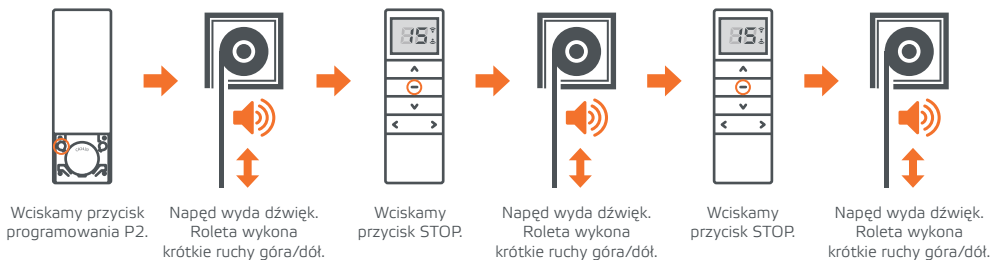 15
15
Wciskamy przycisk
programowania P2.
Napęd wyda dźwięk.
Roleta wykona
krótkie ruchy góra/dół.
Wciskamy
przycisk STOP.
Napęd wyda dźwięk.
Roleta wykona
krótkie ruchy góra/dół.
Wciskamy
przycisk STOP.
Napęd wyda dźwięk.
Roleta wykona
krótkie ruchy góra/dół.